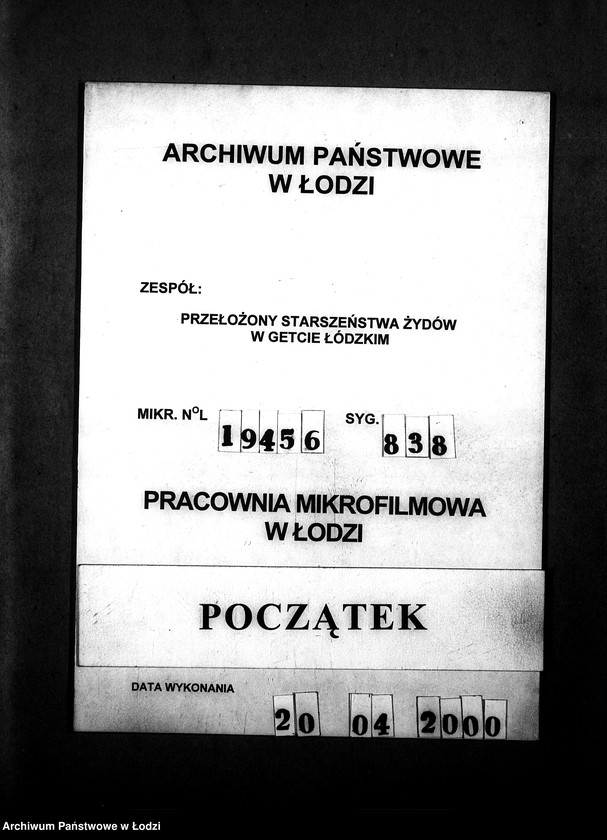 ARCHIWUM PAŃSTWOWE
W ŁODZI
ZESPÓŁ:
PRZEŁOŻONY STARSZEŃSTWA ŻYDÓW
W GETCIE ŁÓDZKIM
MIKR. NOL 19456 SYG. 838
PRACOWNIA MIKROFILMOWA
W ŁODZI
POCZĄTEK
DATA WYKONANIA
20 04 2000
Archiwum Państwowe w Łodzi